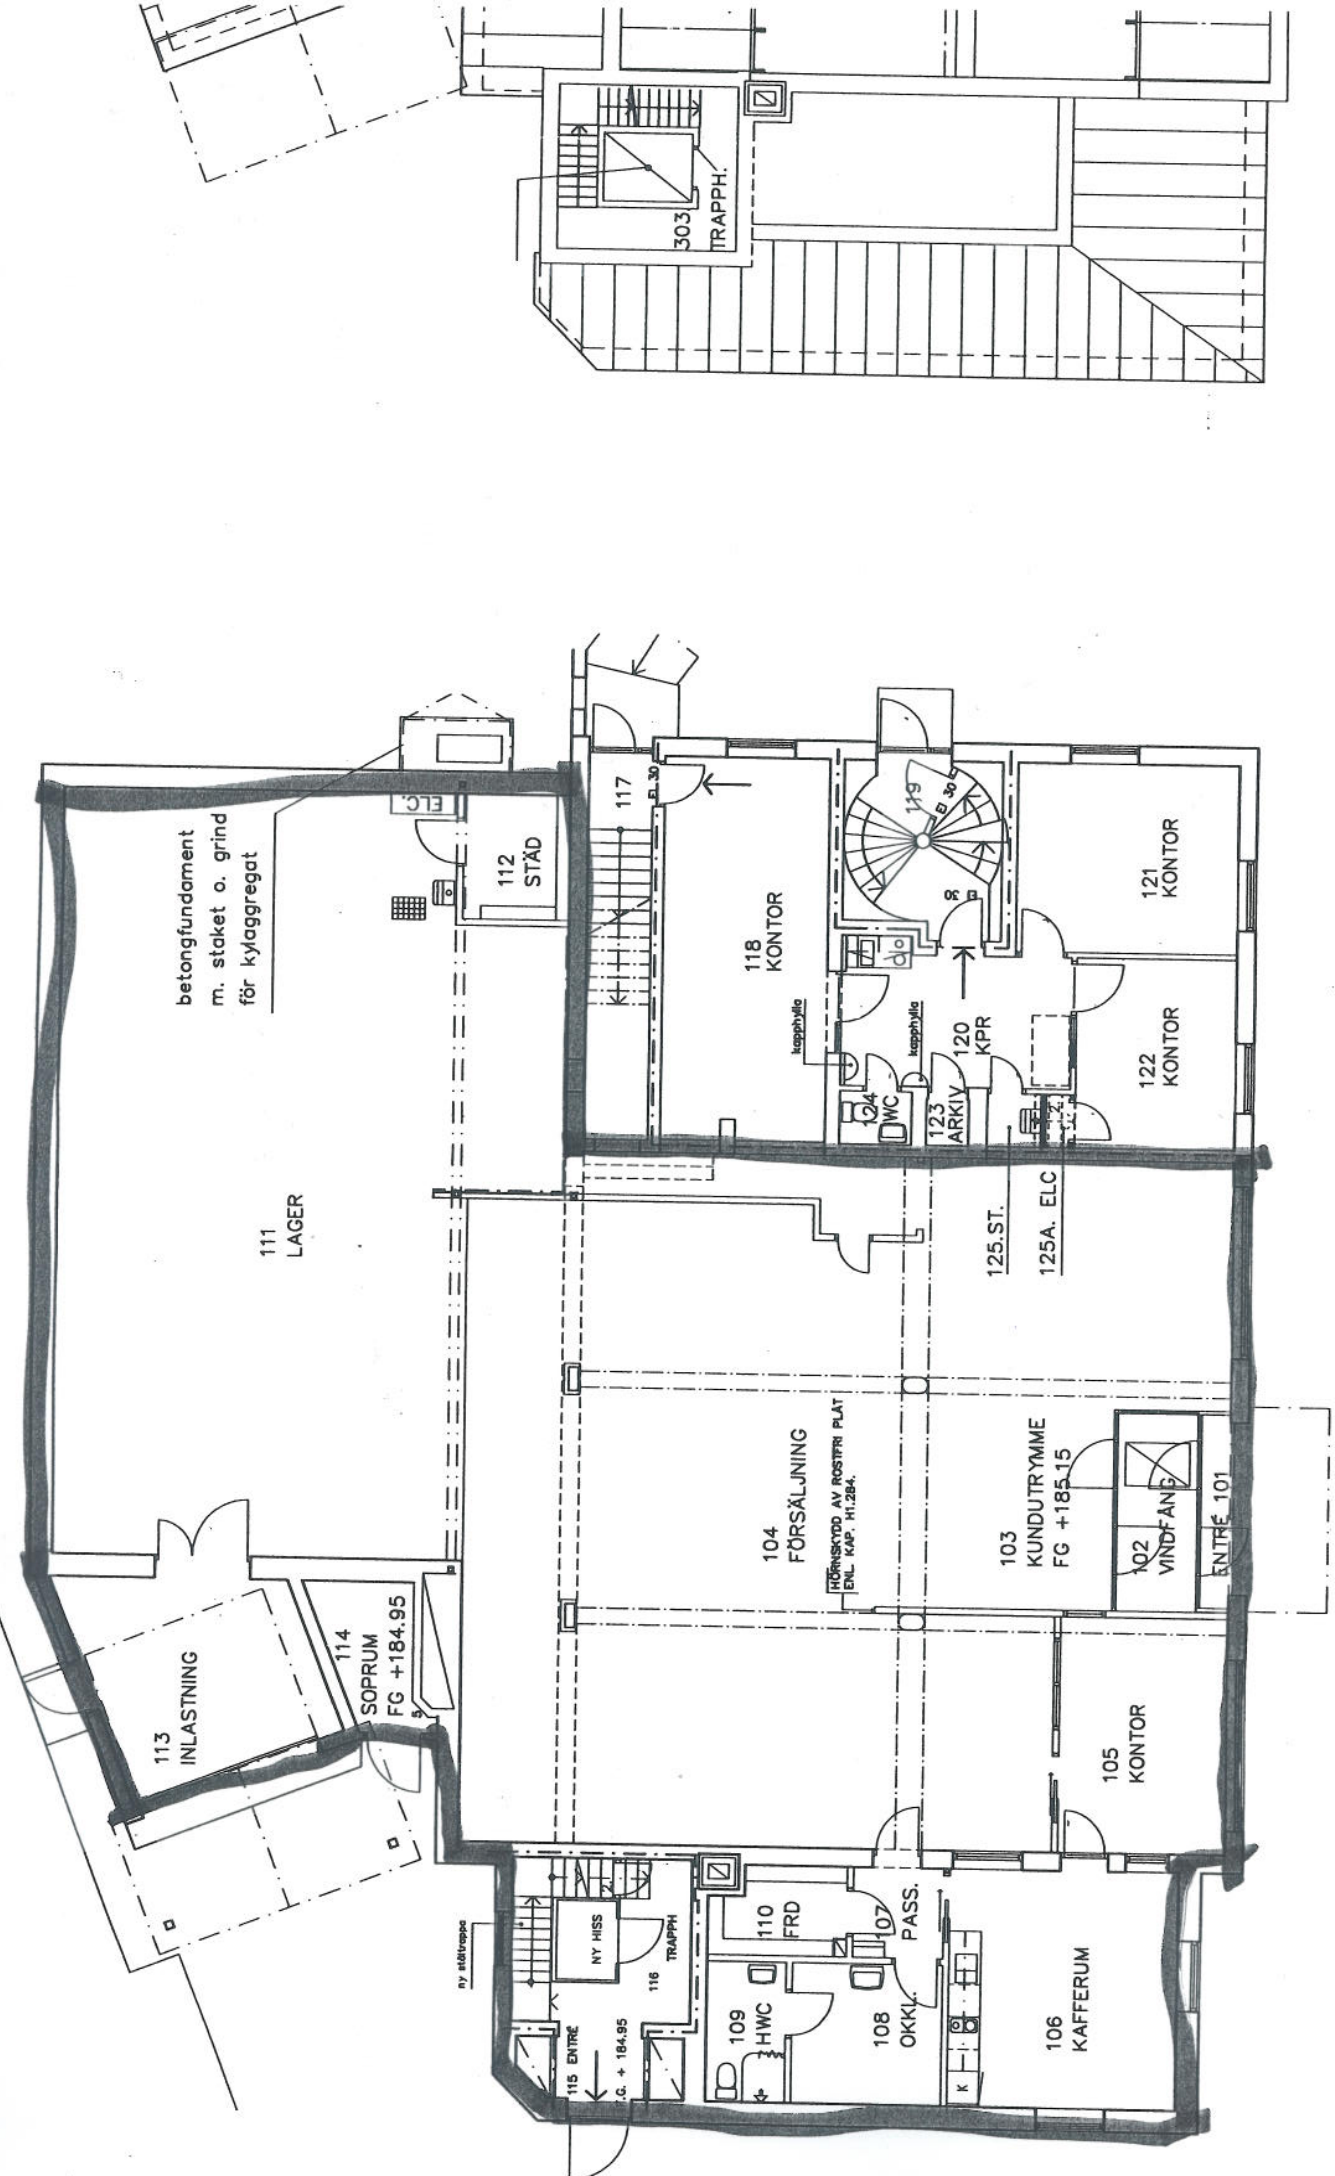 303
TRAPPH.
betongfundament
m. staket o. grind
för kylaggregat
ELC.
112
STÄD
117
EI 30
118
KONTOR
119
EI 30
121
KONTOR
122
KONTOR
kapphylla
kapphylla
120
KPR
124
WC
123
ARKIV
125.ST.
125A. ELC
111
LAGER
104
FÖRSÄLJNING
HÖRNSKYDD AV ROSTFRI PLÅT
ENL. KAP. H1.284.
103
KUNDUTRYMME
FG +185.15
102
VINDFÅNG
ENTRÉ 101
113
INLASTNING
114
SOPRUM
FG +184.95
105
KONTOR
ny ståltrappa
NY HISS
116
TRAPPH
115 ENTRÉ
.G. + 184.95
110
FRD
107
PASS.
109
HWC
108
OKKL.
106
KAFFERUM
K